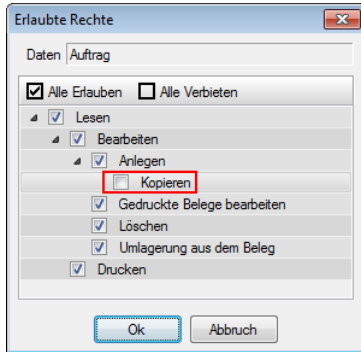 Erlaubte Rechte
Daten Auftrag
Alle Erlauben Alle Verbieten
Lesen
Bearbeiten
Anlegen
Kopieren
Gedruckte Belege bearbeiten
Löschen
Umlagerung aus dem Beleg
Drucken
Ok Abbruch